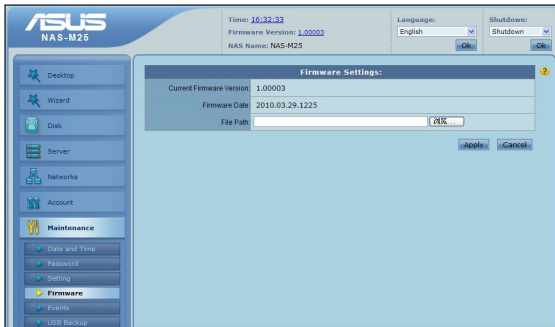 ASUS
NAS-M25
Time: 16:32:33
Firmware Version: 1.00003
NAS Name: NAS-M25
Language:
English
Ok
Shutdown:
Shutdown
Ok
Desktop
Wizard
Disk
Server
Networks
Account
Maintenance
Date and Time
Password
Setting
Firmware
Events
USB Backup
Firmware Settings:
Current Firmware Version: 1.00003
Firmware Date: 2010.03.29.1225
File Path: 瀏覽...
Apply Cancel